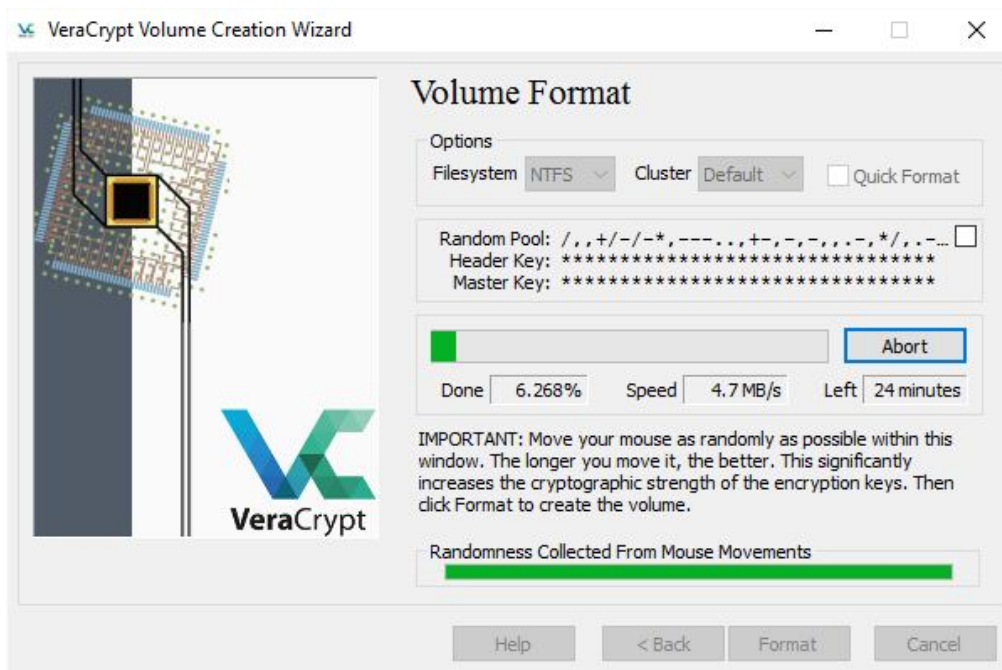 VeraCrypt Volume Creation Wizard
Volume Format
Options
Filesystem NTFS Cluster Default Quick Format
Random Pool: /,,+/-/-*,---..,+-,-,-,,.-,*/,.-...
Header Key: ********************************
Master Key: ********************************
Abort
Done 6.268% Speed 4.7 MB/s Left 24 minutes
IMPORTANT: Move your mouse as randomly as possible within this
window. The longer you move it, the better. This significantly
increases the cryptographic strength of the encryption keys. Then
click Format to create the volume.
Randomness Collected From Mouse Movements
VeraCrypt
Help < Back Format Cancel